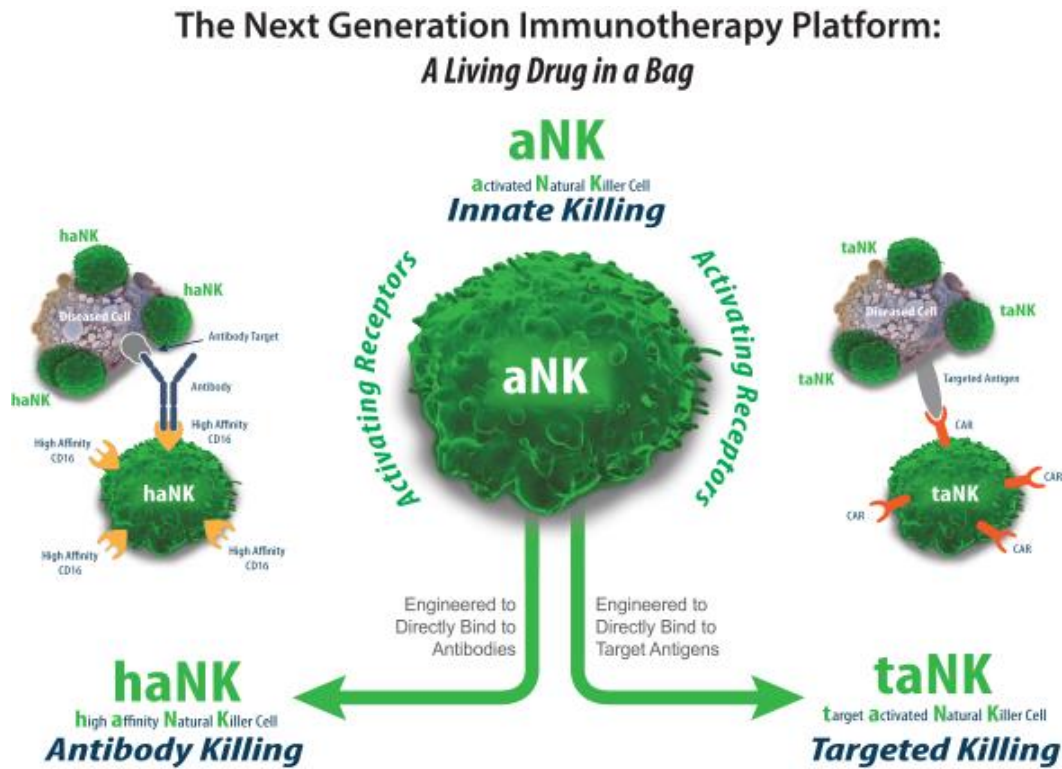 The Next Generation Immunotherapy Platform:
A Living Drug in a Bag
aNK
activated Natural Killer Cell
Innate Killing
haNK
haNK
Diseased Cell
Antibody Target
Antibody
haNK
High Affinity
CD16
High Affinity
CD16
haNK
High Affinity
CD16
High Affinity
CD16
Activating Receptors
aNK
Activating Receptors
taNK
Diseased Cell
taNK
taNK
Targeted Antigen
CAR
CAR
taNK
CAR
CAR
Engineered to
Directly Bind to
Antibodies
Engineered to
Directly Bind to
Target Antigens
haNK
high affinity Natural Killer Cell
Antibody Killing
taNK
target activated Natural Killer Cell
Targeted Killing